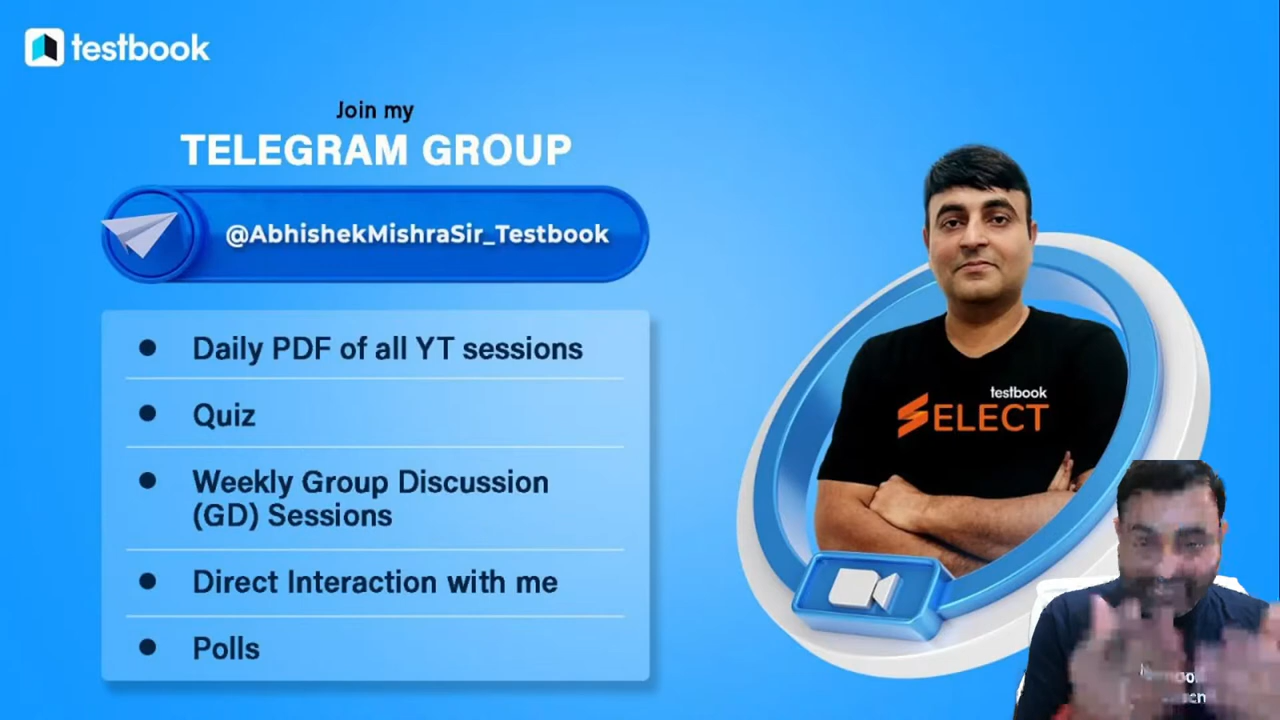 testbook
Join my
TELEGRAM GROUP
@AbhishekMishraSir_Testbook
Daily PDF of all YT sessions
Quiz
Weekly Group Discussion
(GD) Sessions
Direct Interaction with me
Polls
testbook
SELECT